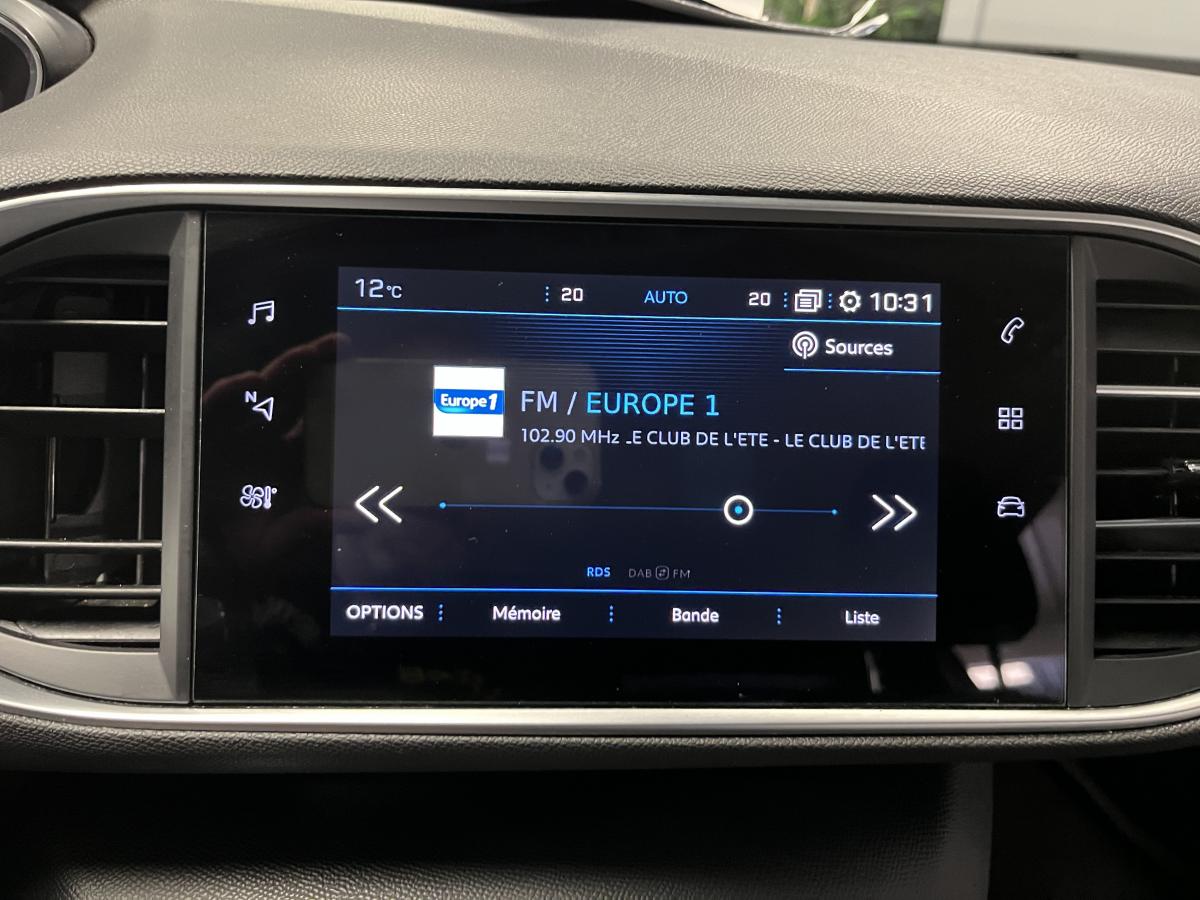 12°C 20 AUTO 20 10:31
Sources
Europe 1
FM / EUROPE 1
102.90 MHz LE CLUB DE L'ETE - LE CLUB DE L'ETE
N
RDS DAB FM
OPTIONS Mémoire Bande Liste